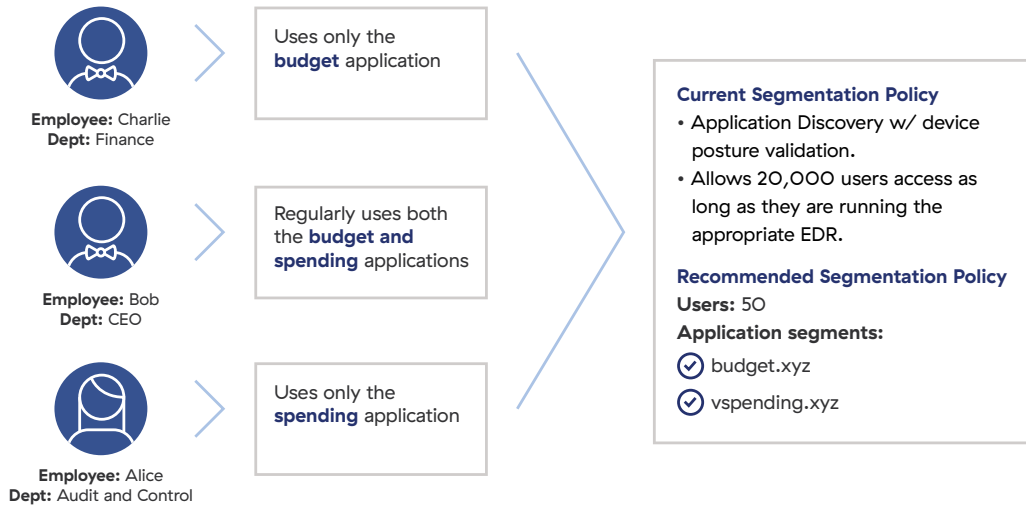 Employee: Charlie
Dept: Finance
Uses only the
budget application
Employee: Bob
Dept: CEO
Regularly uses both
the budget and
spending applications
Employee: Alice
Dept: Audit and Control
Uses only the
spending application
Current Segmentation Policy
• Application Discovery w/ device
posture validation.
• Allows 20,000 users access as
long as they are running the
appropriate EDR.
Recommended Segmentation Policy
Users: 50
Application segments:
budget.xyz
vspending.xyz